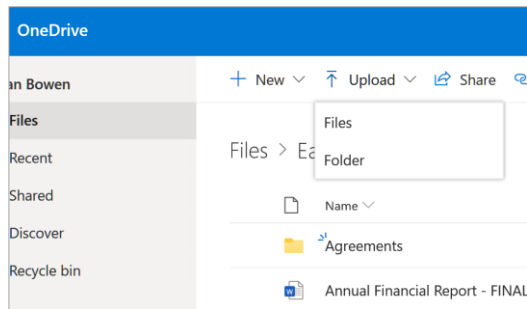 OneDrive
an Bowen
Files
Recent
Shared
Discover
Recycle bin
New Upload Share
Files
Folder
Files > Ea
Name
Agreements
W
Annual Financial Report - FINAL